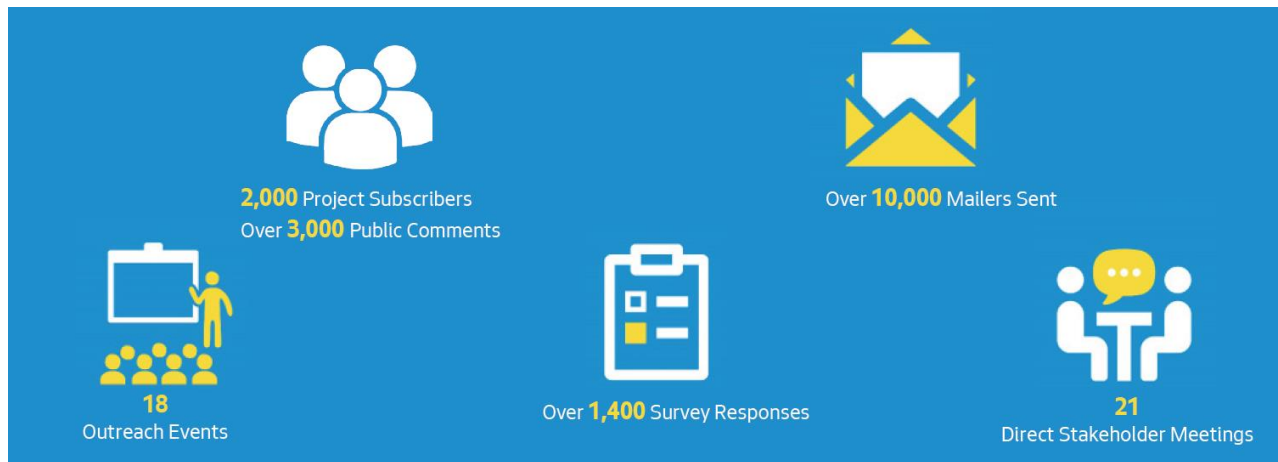 2,000 Project Subscribers
Over 3,000 Public Comments
Over 10,000 Mailers Sent
18
Outreach Events
Over 1,400 Survey Responses
21
Direct Stakeholder Meetings